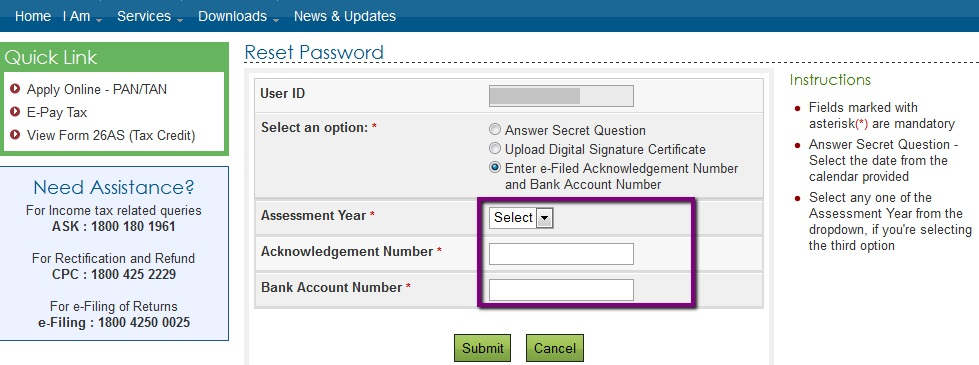 Home I Am Services Downloads News & Updates
Quick Link
Apply Online - PAN/TAN
E-Pay Tax
View Form 26AS (Tax Credit)
Need Assistance?
For Income tax related queries
ASK : 1800 180 1961
For Rectification and Refund
CPC : 1800 425 2229
For e-Filing of Returns
e-Filing : 1800 4250 0025
Reset Password
User ID
Select an option: *
Answer Secret Question
Upload Digital Signature Certificate
Enter e-Filed Acknowledgement Number
and Bank Account Number
Assessment Year * Select
Acknowledgement Number *
Bank Account Number *
Submit Cancel
Instructions
Fields marked with
asterisk(*) are mandatory
Answer Secret Question -
Select the date from the
calendar provided
Select any one of the
Assessment Year from the
dropdown, if you're selecting
the third option